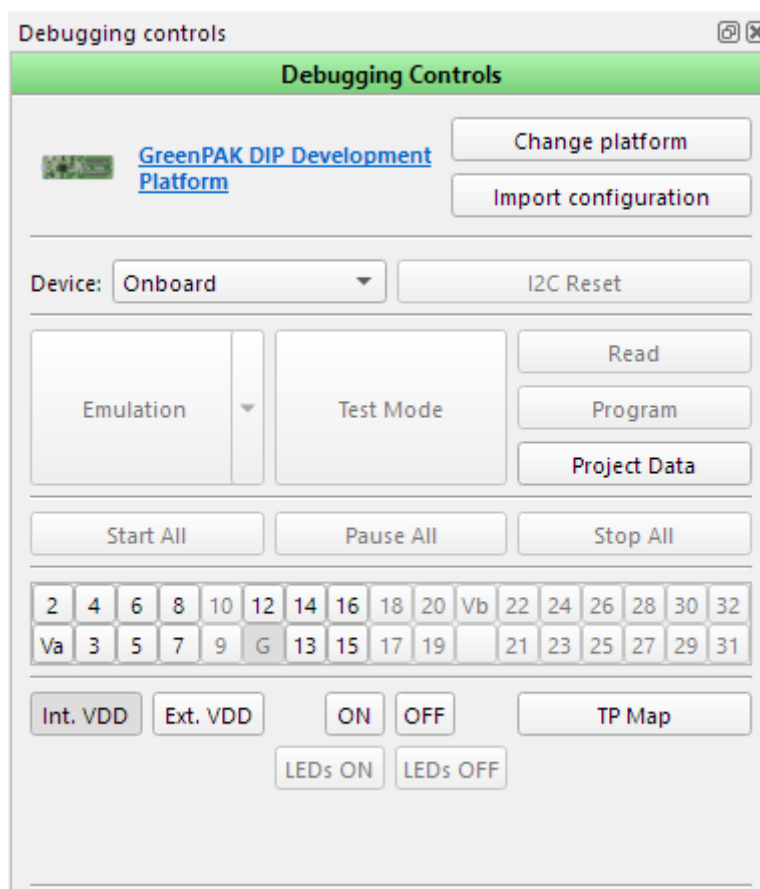 Debugging controls
Debugging Controls
GreenPAK DIP Development
Platform
Change platform
Import configuration
Device: Onboard I2C Reset
Emulation Test Mode
Read
Program
Project Data
Start All Pause All Stop All
2 4 6 8 10 12 14 16 18 20 Vb 22 24 26 28 30 32
Va 3 5 7 9 G 13 15 17 19 21 23 25 27 29 31
Int. VDD Ext. VDD ON OFF TP Map
LEDs ON LEDs OFF